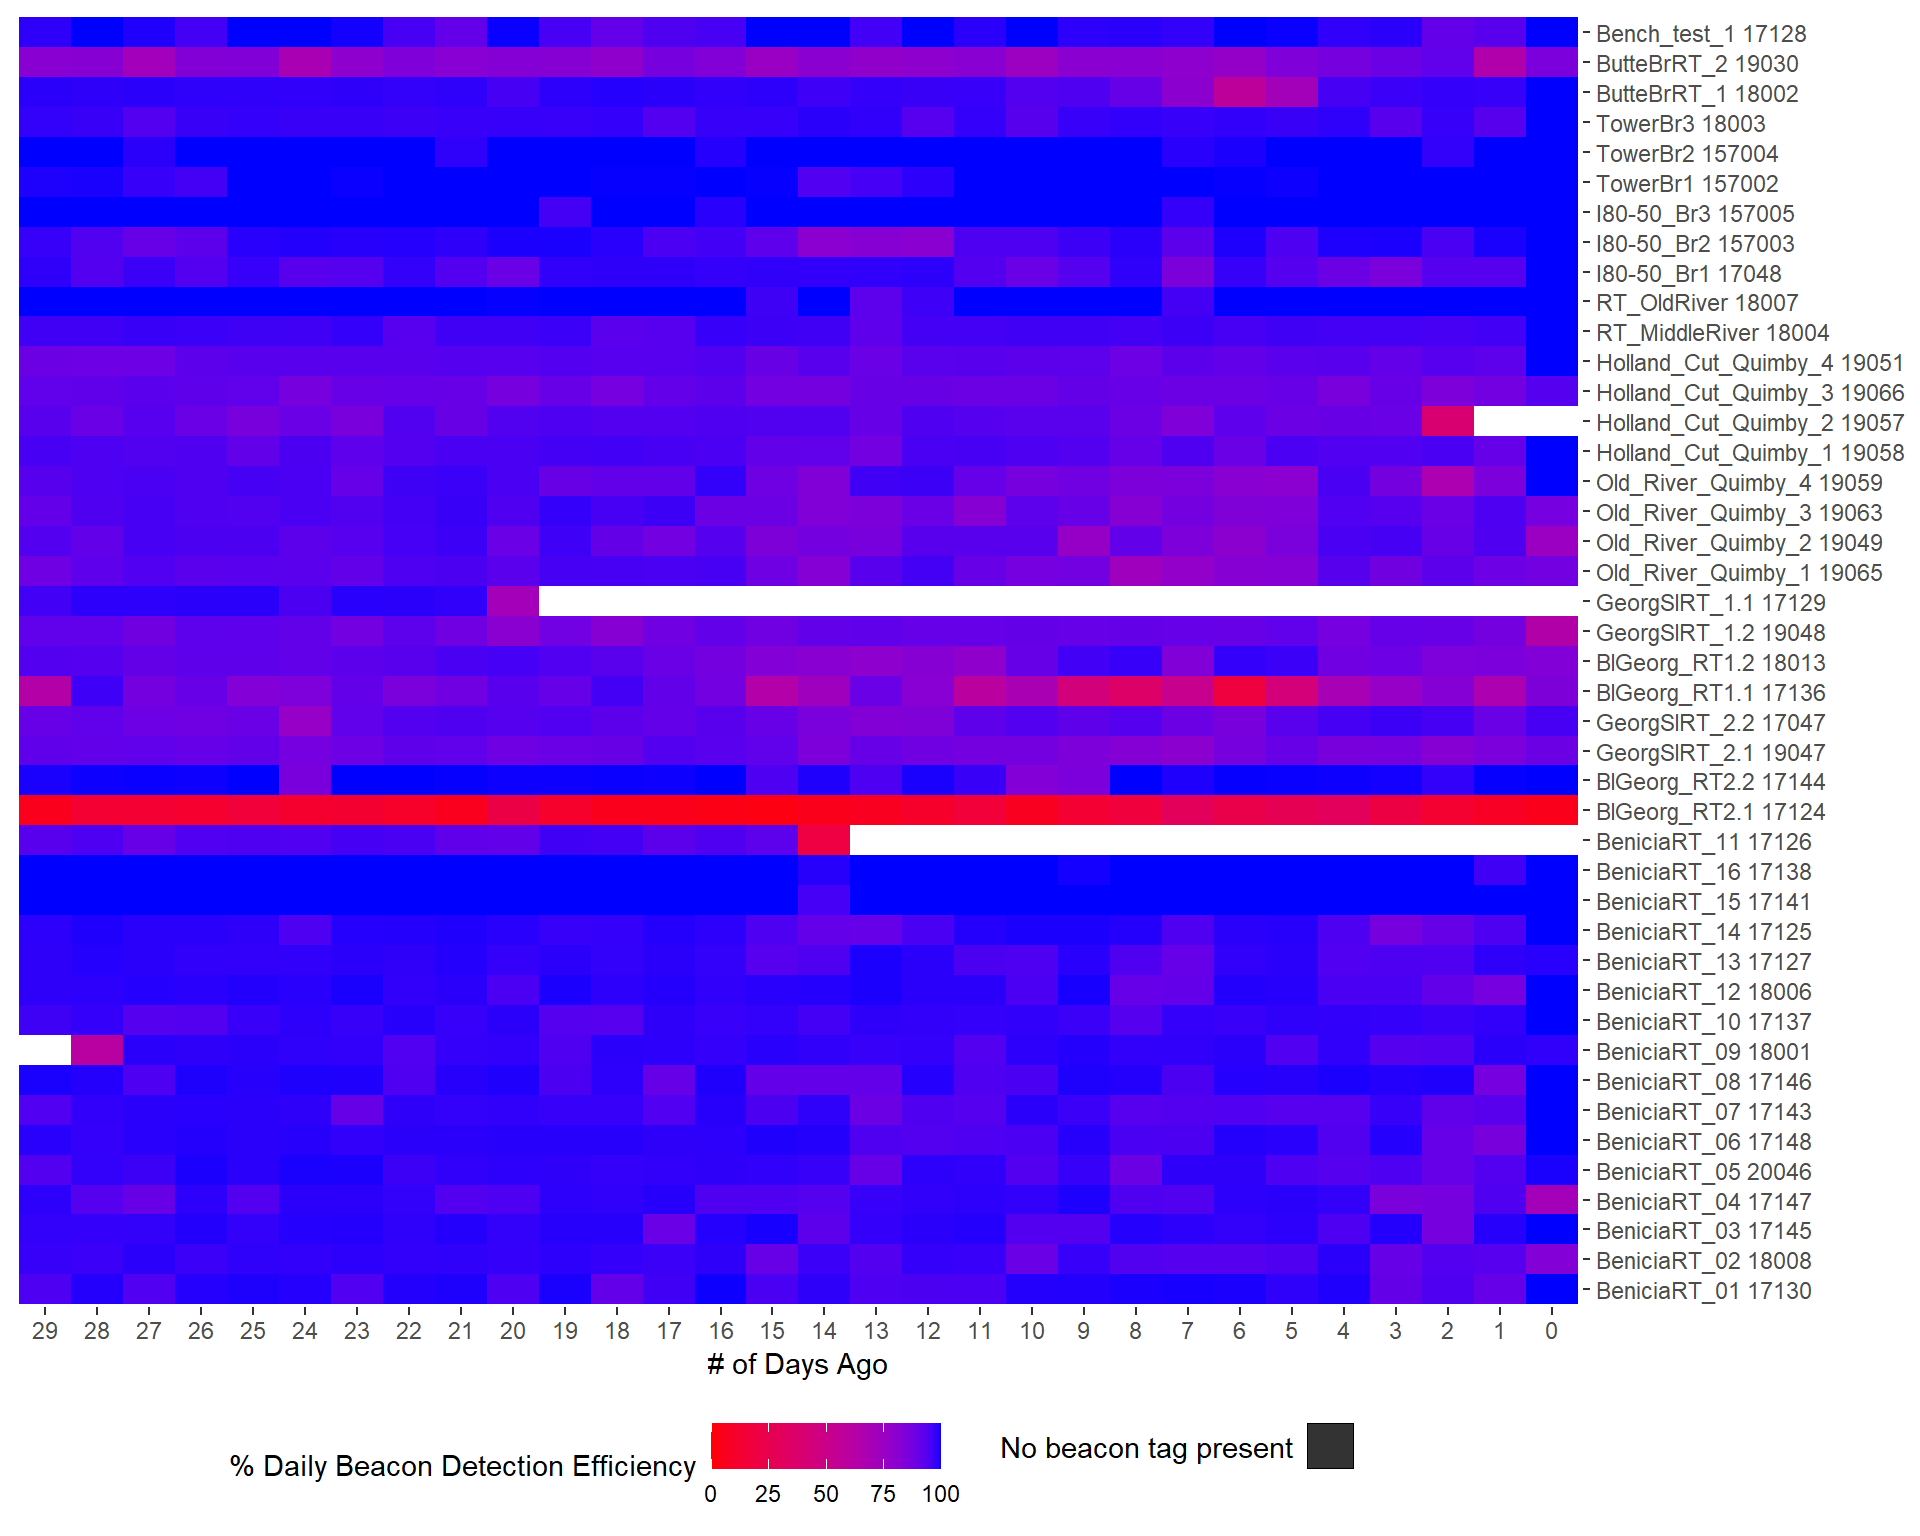 Bench_test_1 17128
ButteBrRT_2 19030
ButteBrRT_1 18002
TowerBr3 18003
TowerBr2 157004
TowerBr1 157002
I80-50_Br3 157005
I80-50_Br2 157003
I80-50_Br1 17048
RT_OldRiver 18007
RT_MiddleRiver 18004
Holland_Cut_Quimby_4 19051
Holland_Cut_Quimby_3 19066
Holland_Cut_Quimby_2 19057
Holland_Cut_Quimby_1 19058
Old_River_Quimby_4 19059
Old_River_Quimby_3 19063
Old_River_Quimby_2 19049
Old_River_Quimby_1 19065
GeorgSlRT_1.1 17129
GeorgSlRT_1.2 19048
BlGeorg_RT1.2 18013
BlGeorg_RT1.1 17136
GeorgSlRT_2.2 17047
GeorgSlRT_2.1 19047
BlGeorg_RT2.2 17144
BlGeorg_RT2.1 17124
BeniciaRT_11 17126
BeniciaRT_16 17138
BeniciaRT_15 17141
BeniciaRT_14 17125
BeniciaRT_13 17127
BeniciaRT_12 18006
BeniciaRT_10 17137
BeniciaRT_09 18001
BeniciaRT_08 17146
BeniciaRT_07 17143
BeniciaRT_06 17148
BeniciaRT_05 20046
BeniciaRT_04 17147
BeniciaRT_03 17145
BeniciaRT_02 18008
BeniciaRT_01 17130
29 28 27 26 25 24 23 22 21 20 19 18 17 16 15 14 13 12 11 10 9 8 7 6 5 4 3 2 1 0
# of Days Ago
% Daily Beacon Detection Efficiency
0 25 50 75 100
No beacon tag present